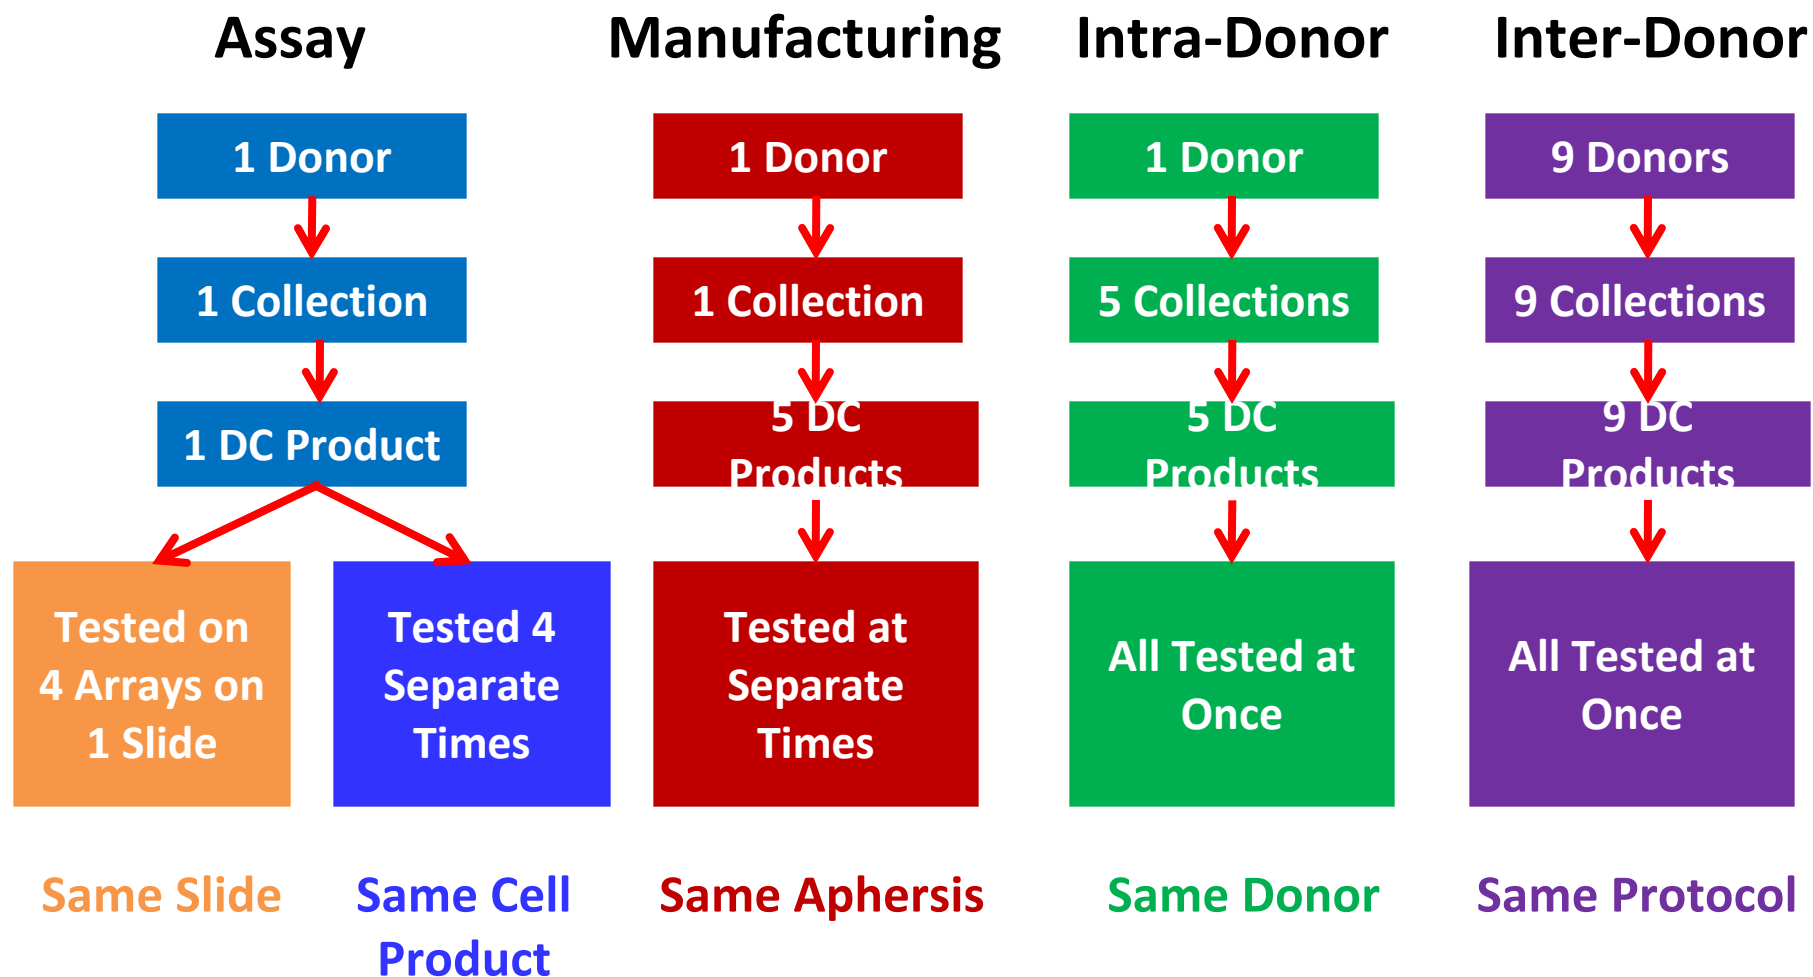 Assay
Manufacturing
Intra-Donor
Inter-Donor
1 Donor
1 Donor
1 Donor
9 Donors
1 Collection
1 Collection
5 Collections
9 Collections
1 DC Product
5 DC
Products
5 DC
Products
9 DC
Products
Tested on
4 Arrays on
1 Slide
Tested 4
Separate
Times
Tested at
Separate
Times
All Tested at
Once
All Tested at
Once
Same Slide
Same Cell
Product
Same Aphersis
Same Donor
Same Protocol